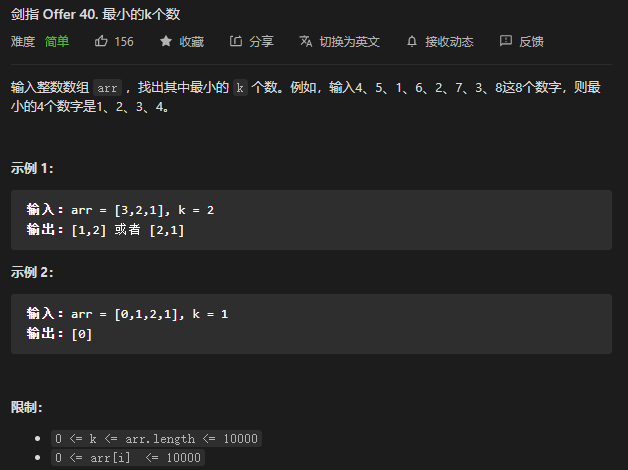 剑指 Offer 40. 最小的k个数
难度 简单 156 收藏 分享 切换为英文 接收动态 反馈
输入整数数组 arr ，找出其中最小的 k 个数。例如，输入4、5、1、6、2、7、3、8这8个数字，则最
小的4个数字是1、2、3、4。
示例 1：
输入：arr = [3,2,1], k = 2
输出：[1,2] 或者 [2,1]
示例 2：
输入：arr = [0,1,2,1], k = 1
输出：[0]
限制：
0 <= k <= arr.length <= 10000
0 <= arr[i]  <= 10000